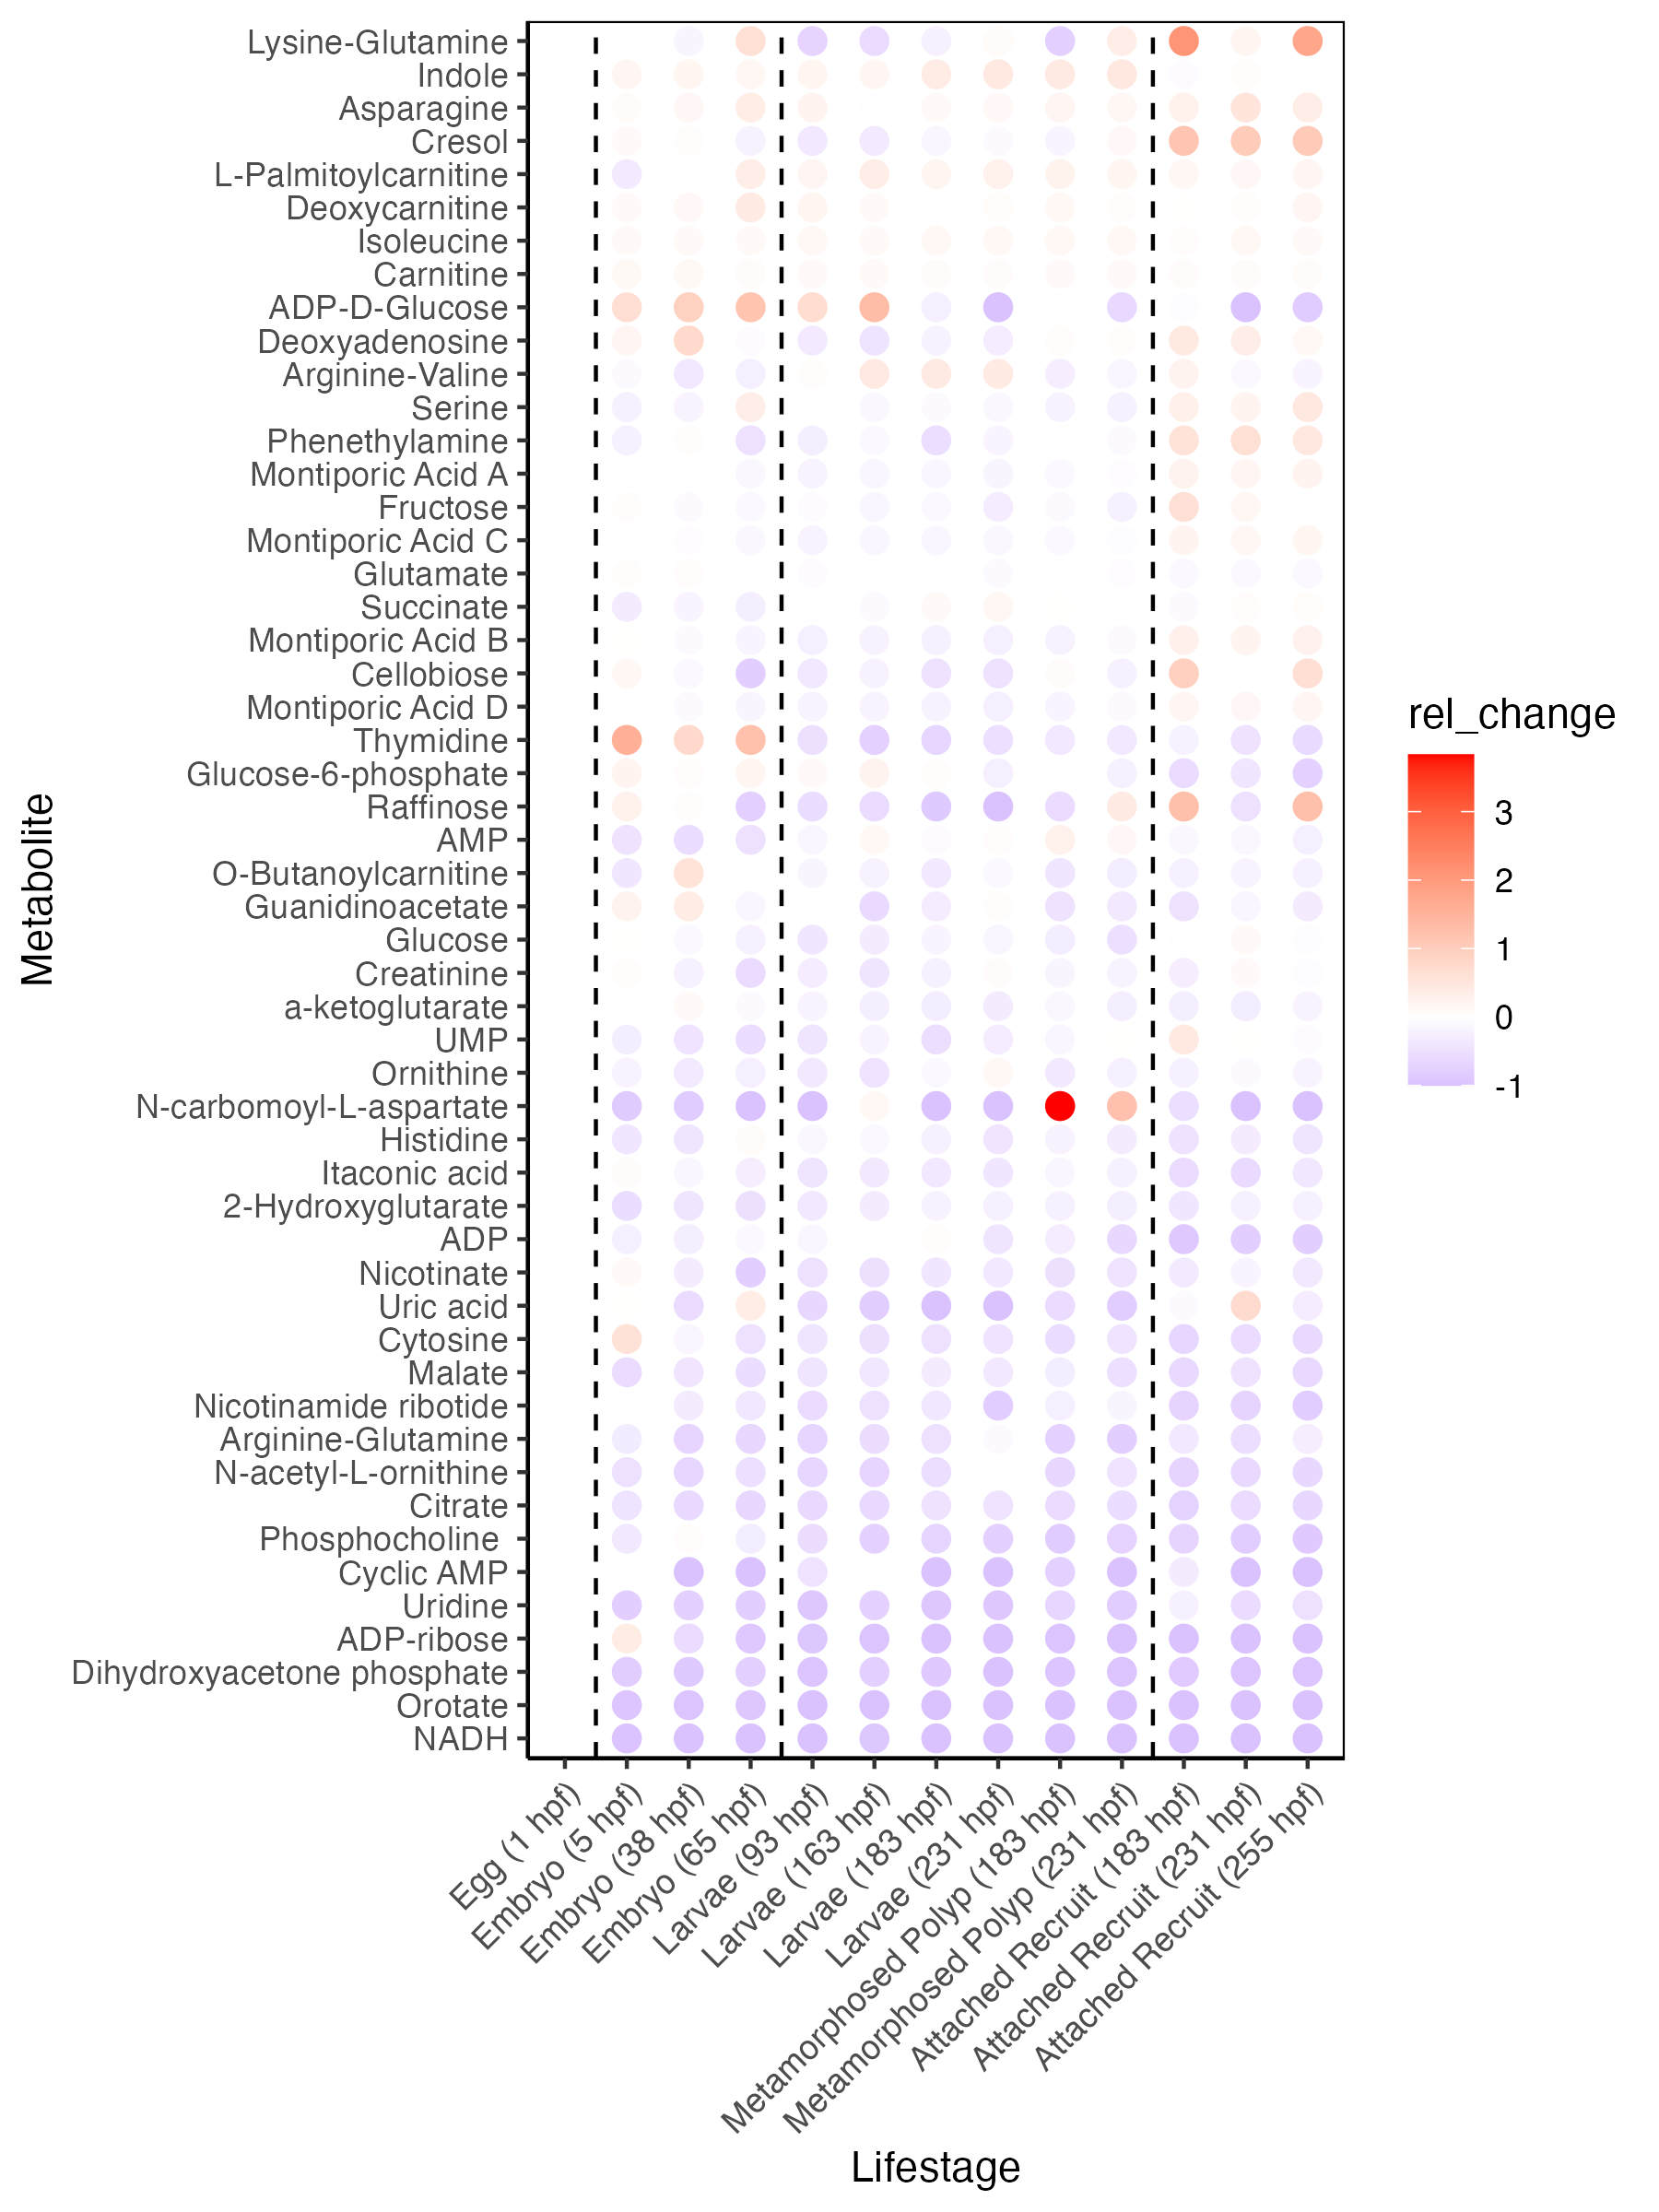 Lysine-Glutamine
Indole
Asparagine
Cresol
L-Palmitoylcarnitine
Deoxycarnitine
Isoleucine
Carnitine
ADP-D-Glucose
Deoxyadenosine
Arginine-Valine
Serine
Phenethylamine
Montiporic Acid A
Fructose
Montiporic Acid C
Glutamate
Succinate
Montiporic Acid B
Cellobiose
Montiporic Acid D
Thymidine
Glucose-6-phosphate
Raffinose
AMP
O-Butanoylcarnitine
Guanidinoacetate
Glucose
Creatinine
a-ketoglutarate
UMP
Ornithine
N-carbomoyl-L-aspartate
Histidine
Itaconic acid
2-Hydroxyglutarate
ADP
Nicotinate
Uric acid
Cytosine
Malate
Nicotinamide ribotide
Arginine-Glutamine
N-acetyl-L-ornithine
Citrate
Phosphocholine
Cyclic AMP
Uridine
ADP-ribose
Dihydroxyacetone phosphate
Orotate
NADH
Metabolite
Egg (1 hpf)
Embryo (5 hpf)
Embryo (38 hpf)
Embryo (65 hpf)
Larvae (93 hpf)
Larvae (163 hpf)
Larvae (183 hpf)
Larvae (231 hpf)
Metamorphosed Polyp (183 hpf)
Metamorphosed Polyp (231 hpf)
Attached Recruit (183 hpf)
Attached Recruit (231 hpf)
Attached Recruit (255 hpf)
Lifestage
rel_change
3
2
1
0
-1